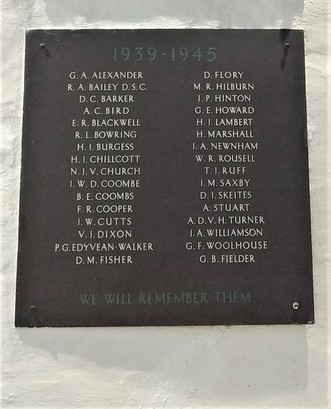 1939-1945
G. A. ALEXANDER
R. A. BAILEY D.S.C.
D. C. BARKER
A. C. BIRD
E. R. BLACKWELL
R. L. BOWRING
H. J. BURGESS
H. J. CHILLCOTT
N. J. V. CHURCH
J. W. D. COOMBE
B. E. COOMBS
F. R. COOPER
J. W. CUTTS
V. J. DIXON
P. G. EDYVEAN-WALKER
D. M. FISHER
D. FLORY
M. R. HILBURN
J. P. HINTON
G. E. HOWARD
H. J. LAMBERT
H. MARSHALL
J. A. NEWNHAM
W. R. ROUSELL
T. J. RUFF
J. M. SAXBY
D. J. SKEITES
A. STUART
A. D. V. H. TURNER
J. A. WILLIAMSON
G. F. WOOLHOUSE
G. B. FIELDER
WE WILL REMEMBER THEM